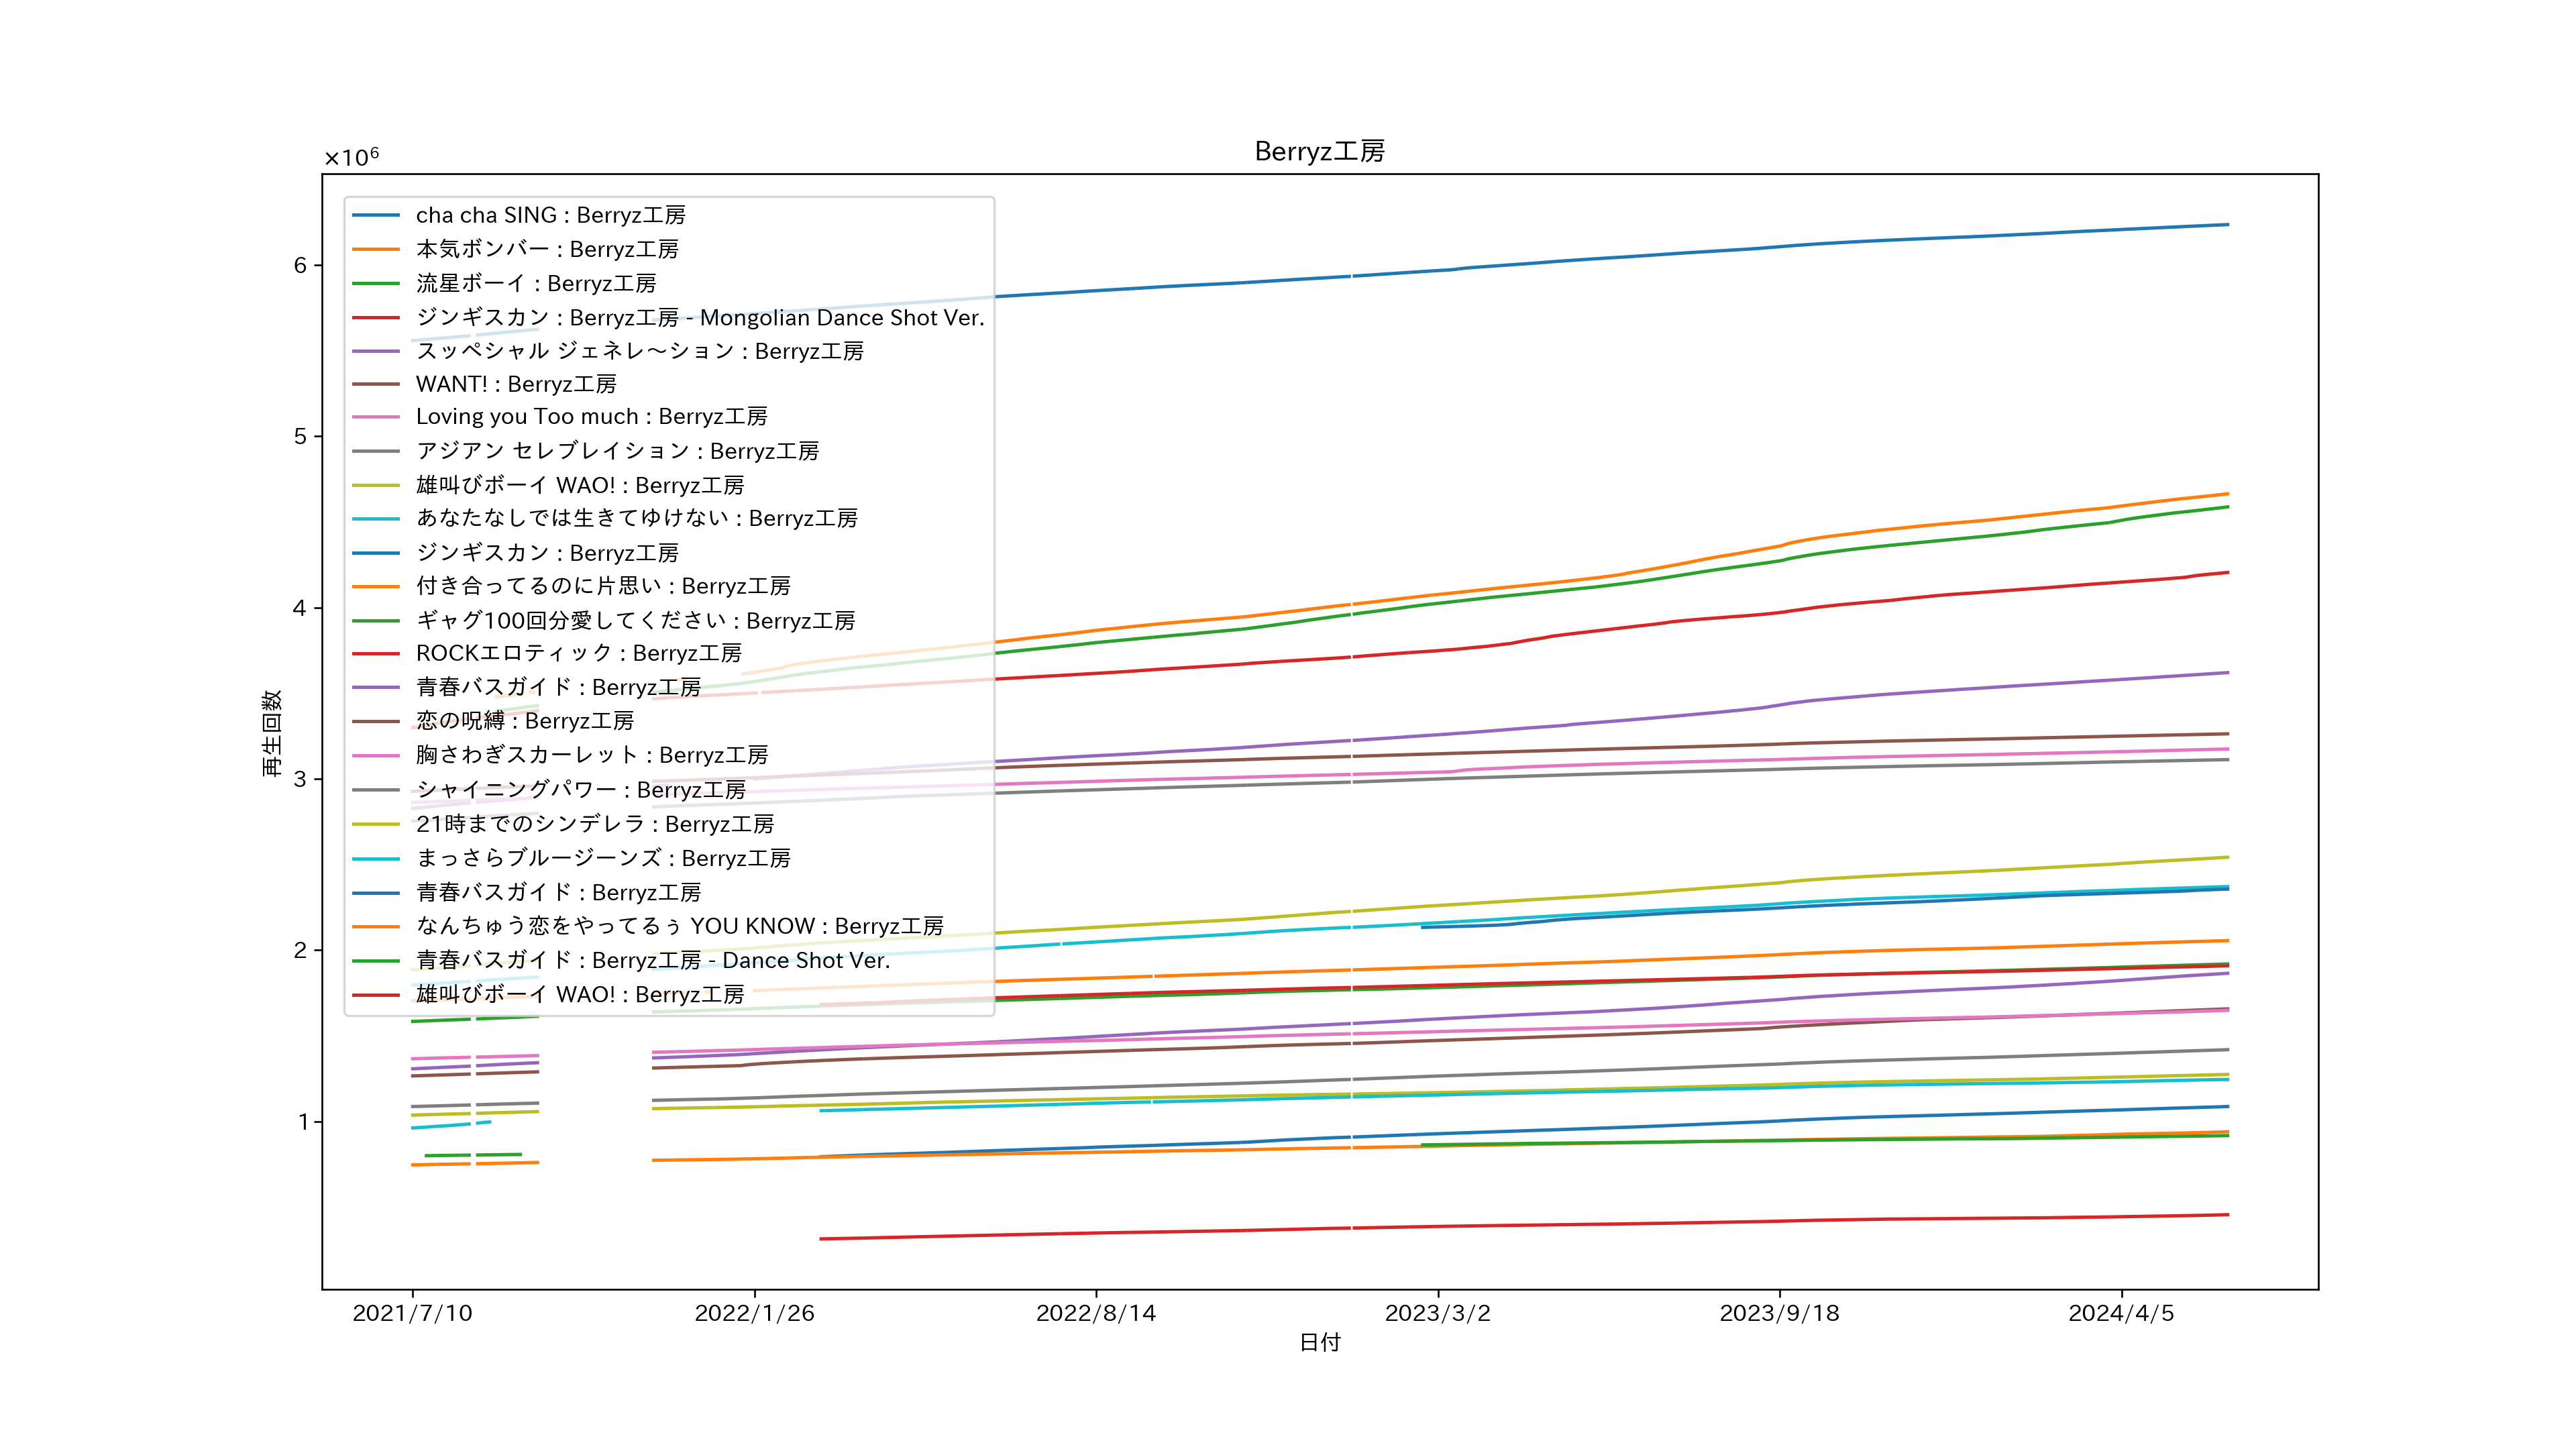 Berryz工房
×10⁶
cha cha SING : Berryz工房
本気ボンバー : Berryz工房
流星ボーイ : Berryz工房
ジンギスカン : Berryz工房 - Mongolian Dance Shot Ver.
スッペシャル ジェネレ～ション : Berryz工房
WANT! : Berryz工房
Loving you Too much : Berryz工房
アジアン セレブレイション : Berryz工房
雄叫びボーイ WAO! : Berryz工房
あなたなしでは生きてゆけない : Berryz工房
ジンギスカン : Berryz工房
付き合ってるのに片思い : Berryz工房
ギャグ100回分愛してください : Berryz工房
ROCKエロティック : Berryz工房
青春バスガイド : Berryz工房
恋の呪縛 : Berryz工房
胸さわぎスカーレット : Berryz工房
シャイニングパワー : Berryz工房
21時までのシンデレラ : Berryz工房
まっさらブルージーンズ : Berryz工房
青春バスガイド : Berryz工房
なんちゅう恋をやってるぅ YOU KNOW : Berryz工房
青春バスガイド : Berryz工房 - Dance Shot Ver.
雄叫びボーイ WAO! : Berryz工房
6
5
4
3
2
1
再生回数
2021/7/10 2022/1/26 2022/8/14 2023/3/2 2023/9/18 2024/4/5
日付